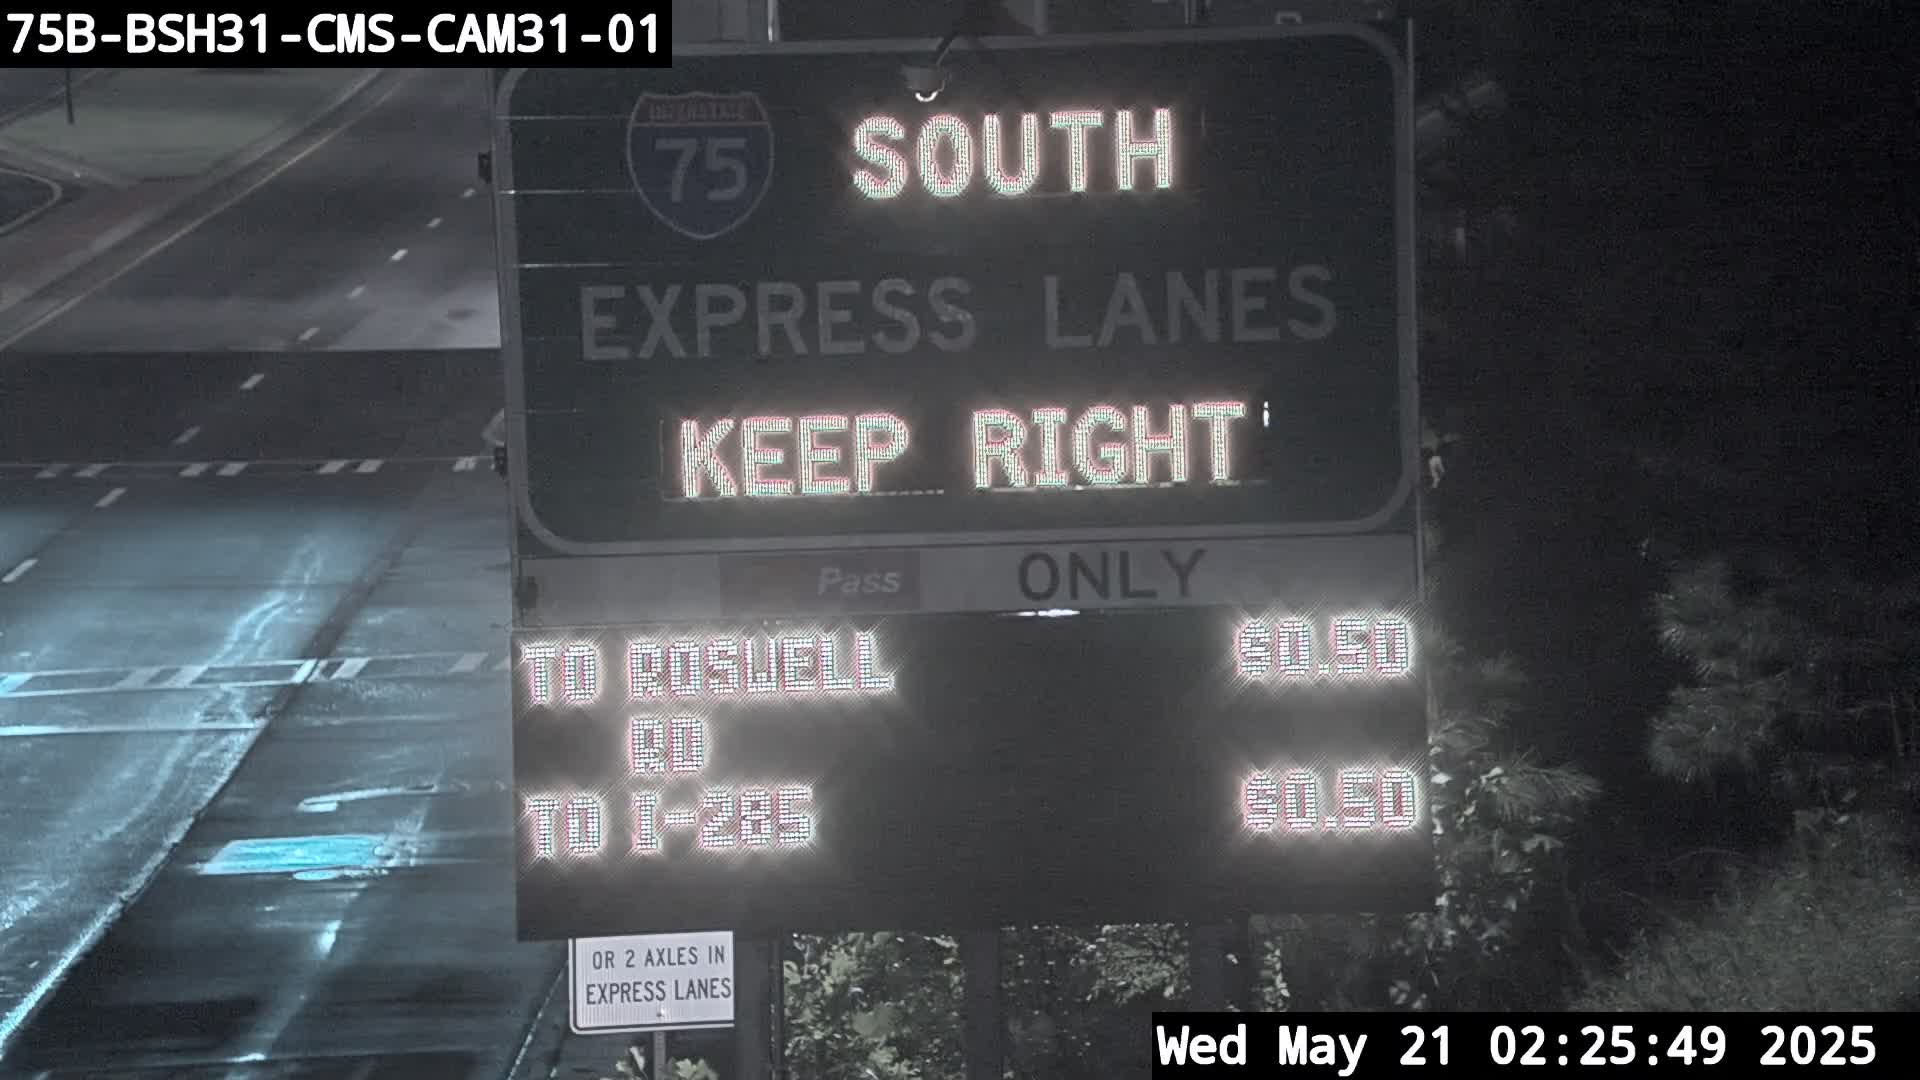 75B-BSH31-CMS-CAM31-01
INTERSTATE
75
SOUTH
EXPRESS LANES
KEEP RIGHT
Pass ONLY
TO ROSWELL $0.50
RD
TO I-285 $0.50
OR 2 AXLES IN
EXPRESS LANES
Wed May 21 02:25:49 2025